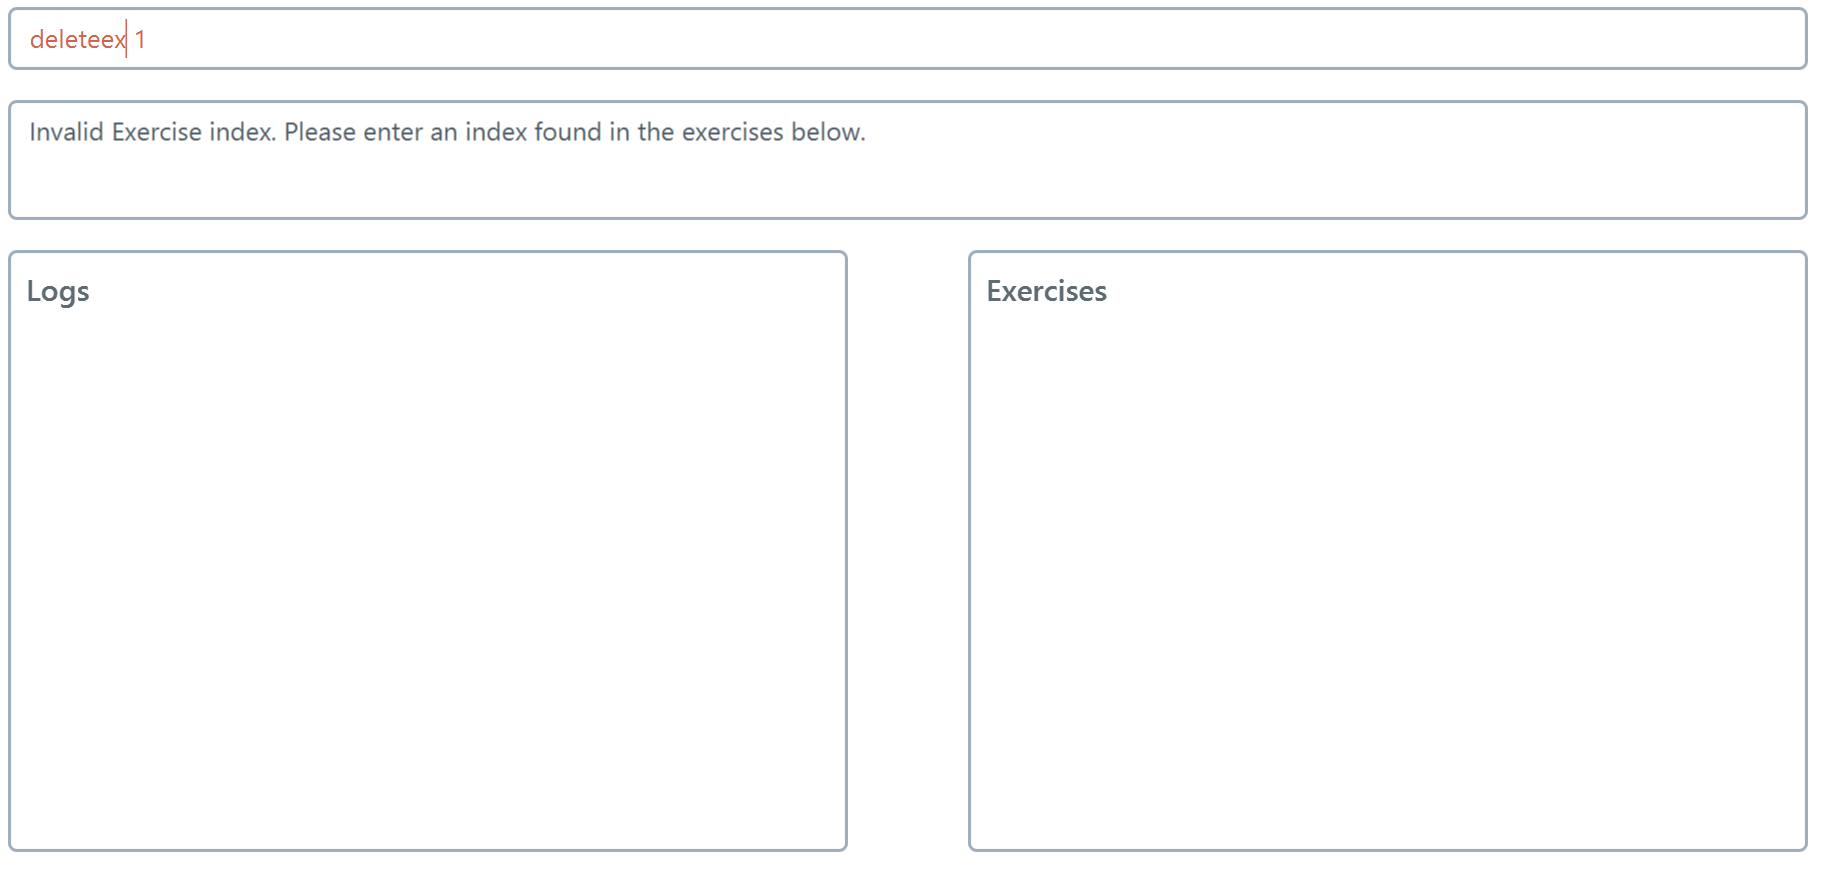 deleteex 1
Invalid Exercise index. Please enter an index found in the exercises below.
Logs
Exercises